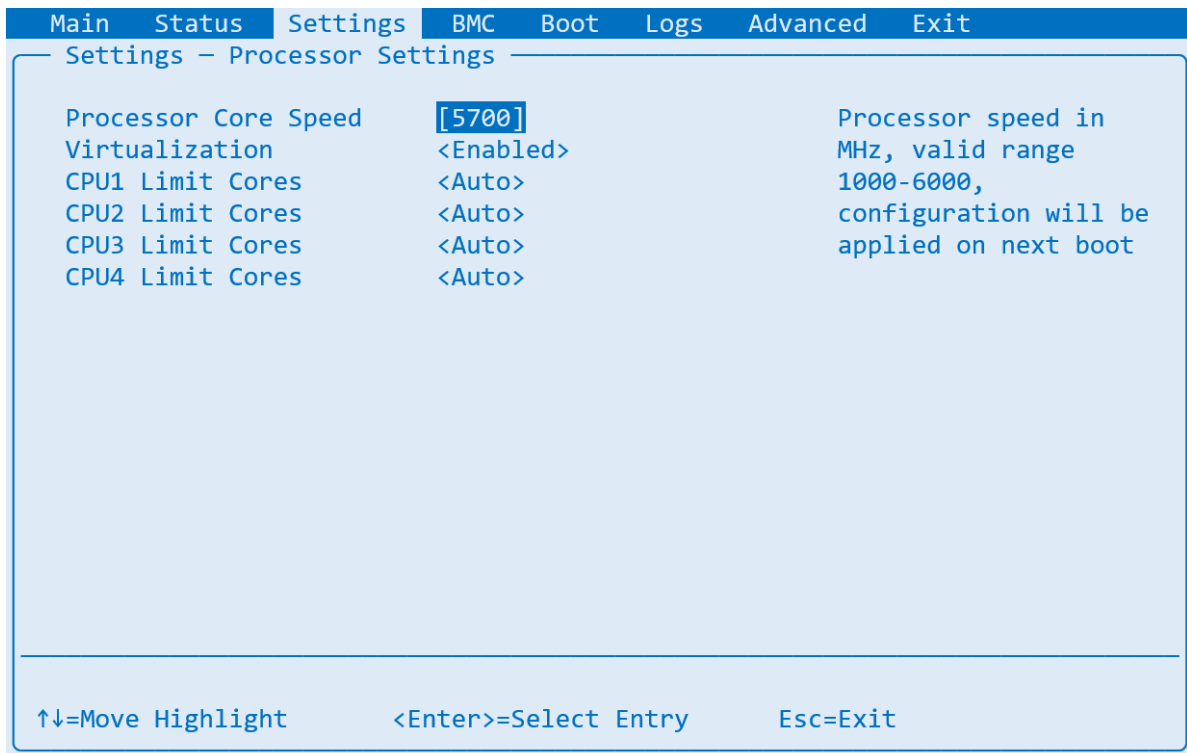 Main Status Settings BMC Boot Logs Advanced Exit
Settings — Processor Settings
Processor Core Speed [5700] Processor speed in
Virtualization <Enabled> MHz, valid range
CPU1 Limit Cores <Auto> 1000-6000,
CPU2 Limit Cores <Auto> configuration will be
CPU3 Limit Cores <Auto> applied on next boot
CPU4 Limit Cores <Auto>
↑↓=Move Highlight <Enter>=Select Entry Esc=Exit